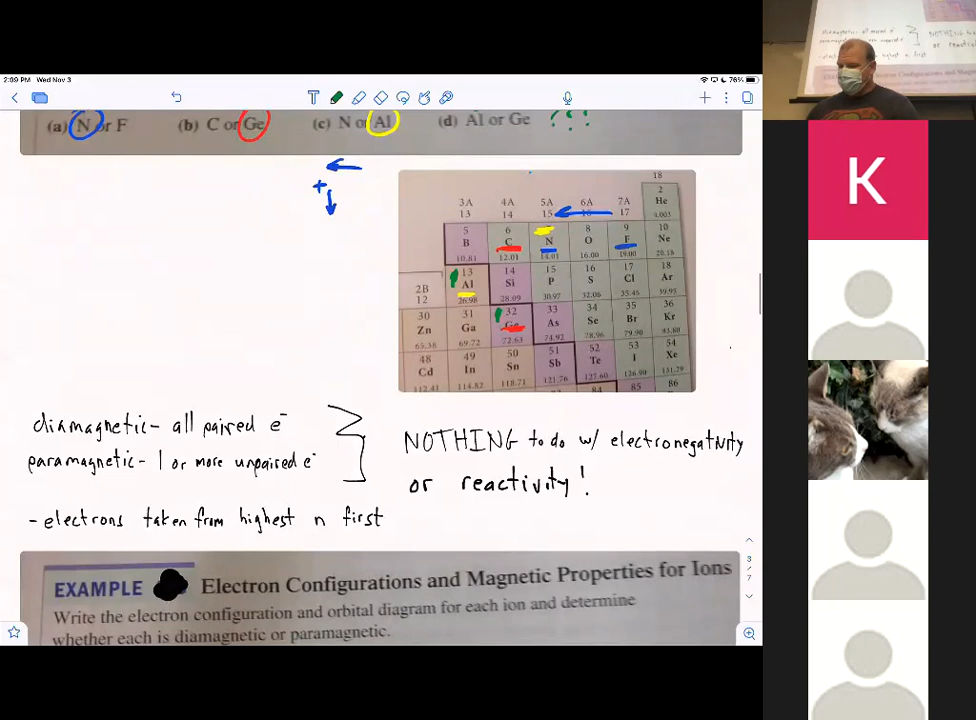 2:09 PM Wed Nov 3
76%
T
(a) N or F (b) C or Ge (c) N or Al (d) Al or Ge ? ? ?
+
18
3A 4A 5A 6A 7A 2 He
13 14 15 16 17 4.003
5 6 7 8 9 10
B C N O F Ne
10.81 12.01 14.01 16.00 19.00 20.18
13 14 15 16 17 18
2B Al Si P S Cl Ar
12 26.98 28.09 30.97 32.06 35.45 39.95
30 31 32 33 34 35 36
Zn Ga Ge As Se Br Kr
65.38 69.72 72.63 74.92 78.96 79.90 83.80
48 49 50 51 52 53 54
Cd In Sn Sb Te I Xe
112.41 114.82 118.71 121.76 127.60 126.90 131.29
84 85 86
diamagnetic- all paired e-
paramagnetic- 1 or more unpaired e-
NOTHING to do w/ electronegativity
or reactivity!
- electrons taken from highest n first
3
/
7
EXAMPLE Electron Configurations and Magnetic Properties for Ions
Write the electron configuration and orbital diagram for each ion and determine
whether each is diamagnetic or paramagnetic.
K